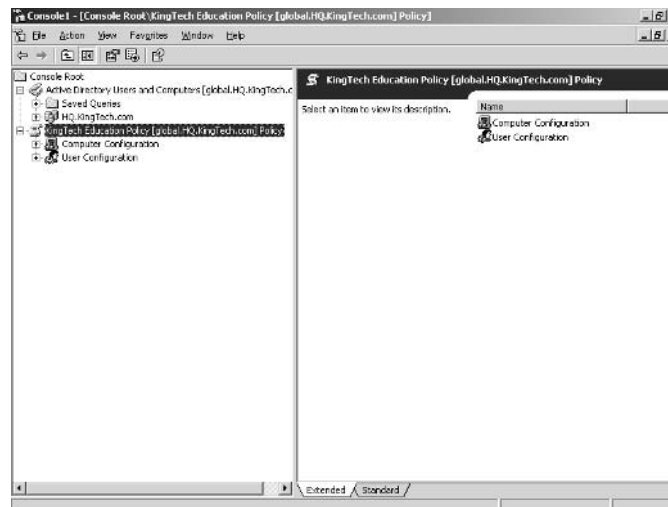 Console1 - [Console Root\KingTech Education Policy [global.HQ.KingTech.com] Policy]
File Action View Favorites Window Help
Console Root
Active Directory Users and Computers [global.HQ.KingTech.c
Saved Queries
HQ.KingTech.com
KingTech Education Policy [global.HQ.KingTech.com] Policy
Computer Configuration
User Configuration
KingTech Education Policy [global.HQ.KingTech.com] Policy
Select an item to view its description.
Name
Computer Configuration
User Configuration
Extended Standard